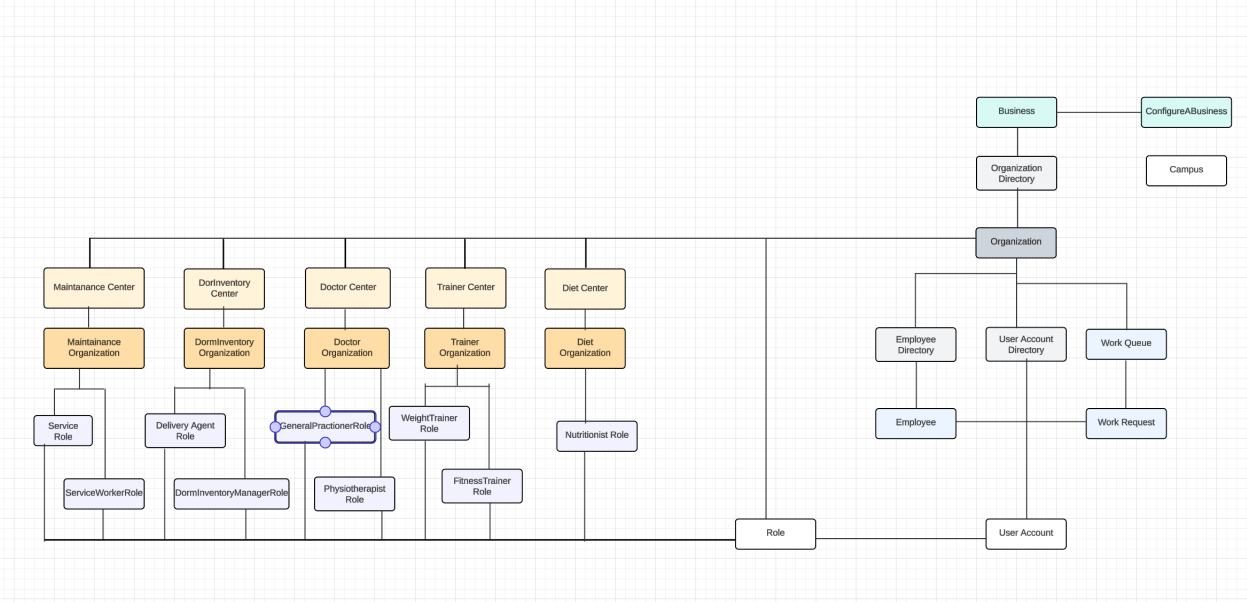 Business
ConfigureABusiness
Organization
Directory
Campus
Organization
Maintanance Center
DorInventory
Center
Doctor Center
Trainer Center
Diet Center
Maintainance
Organization
DormInventory
Organization
Doctor
Organization
Trainer
Organization
Diet
Organization
Employee
Directory
User Account
Directory
Work Queue
Service
Role
Delivery Agent
Role
GeneralPractionerRole
WeightTrainer
Role
Nutritionist Role
Employee
Work Request
ServiceWorkerRole
DormInventoryManagerRole
Physiotherapist
Role
FitnessTrainer
Role
Role
User Account